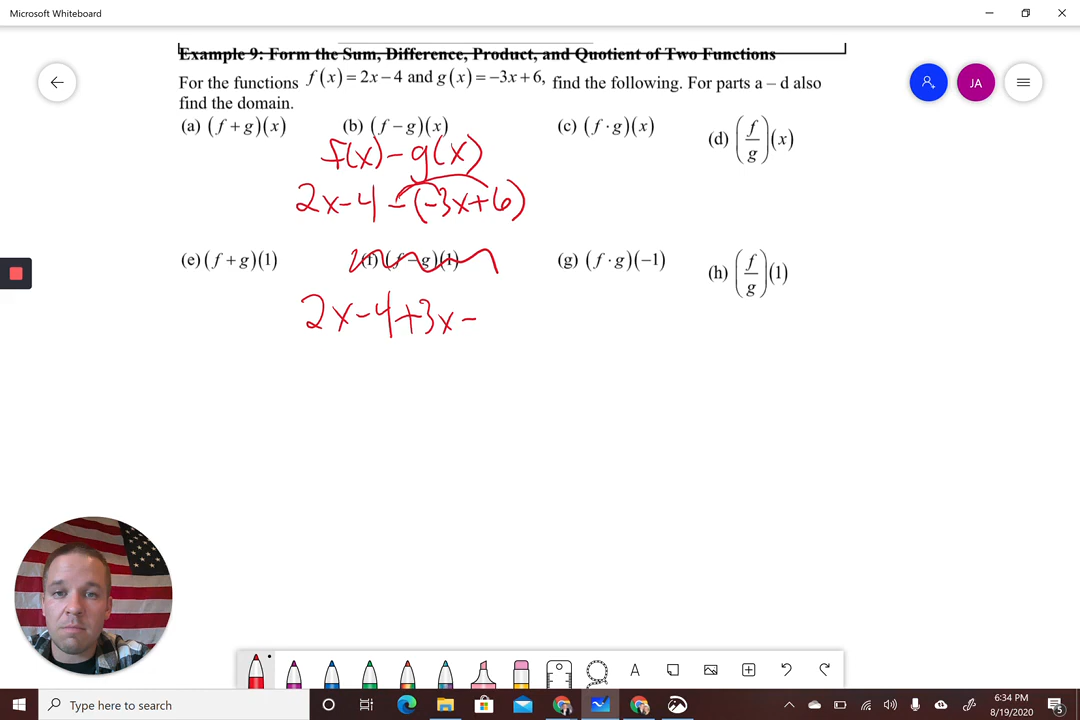 Microsoft Whiteboard
Example 9: Form the Sum, Difference, Product, and Quotient of Two Functions
For the functions f(x)=2x−4 and g(x)=−3x+6, find the following. For parts a – d also
find the domain.
(a) (f+g)(x) (b) (f−g)(x) (c) (f·g)(x) (d) (f/g)(x)
f(x)-g(x)
2x-4-(-3x+6)
(e) (f+g)(1) (f) (f−g)(1) (g) (f·g)(−1) (h) (f/g)(1)
2x-4+3x-
JA
A
Type here to search
6:34 PM
8/19/2020
5